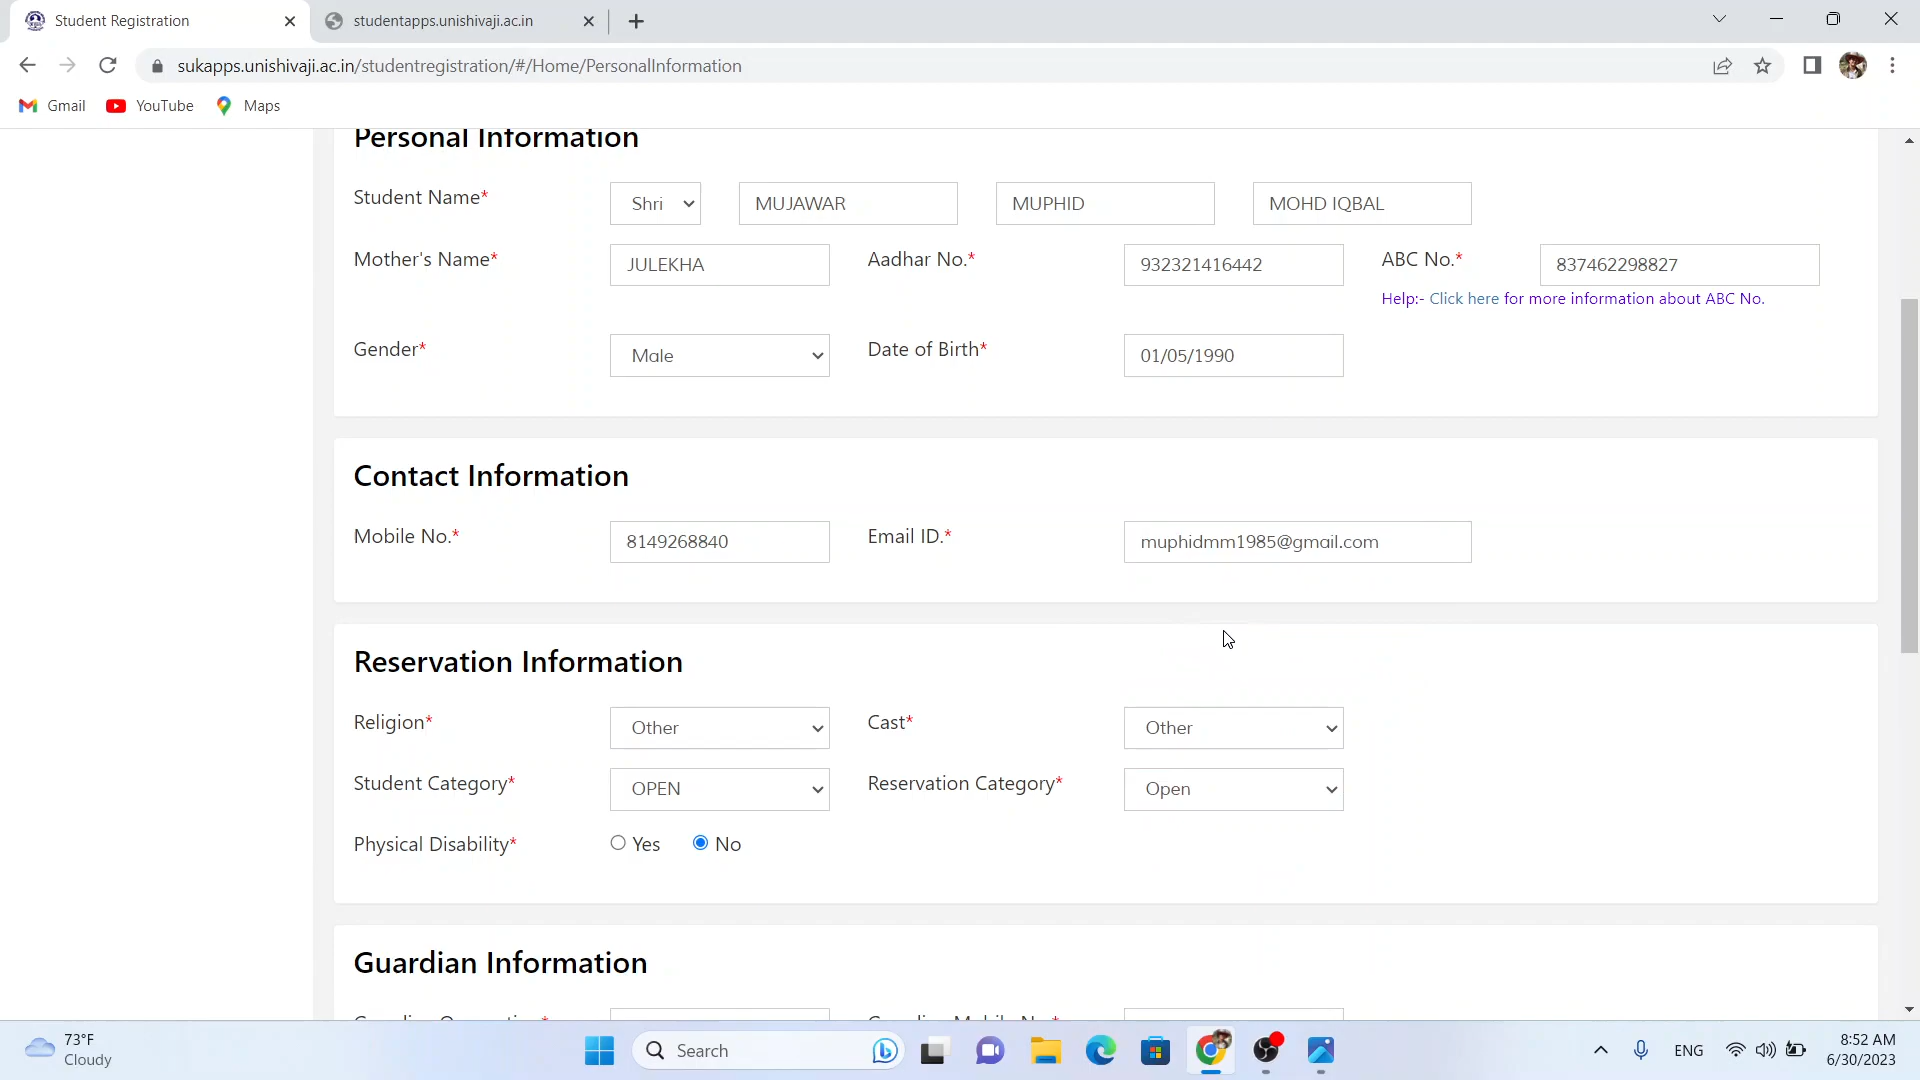 Student Registration
studentapps.unishivaji.ac.in
sukapps.unishivaji.ac.in/studentregistration/#/Home/PersonalInformation
Gmail YouTube Maps
Personal Information
Student Name* Shri MUJAWAR MUPHID MOHD IQBAL
Mother's Name* JULEKHA Aadhar No.* 932321416442 ABC No.* 837462298827
Help:- Click here for more information about ABC No.
Gender* Male Date of Birth* 01/05/1990
Contact Information
Mobile No.* 8149268840 Email ID.* muphidmm1985@gmail.com
Reservation Information
Religion* Other Cast* Other
Student Category* OPEN Reservation Category* Open
Physical Disability* Yes No
Guardian Information
73°F
Cloudy
Search
ENG
8:52 AM
6/30/2023